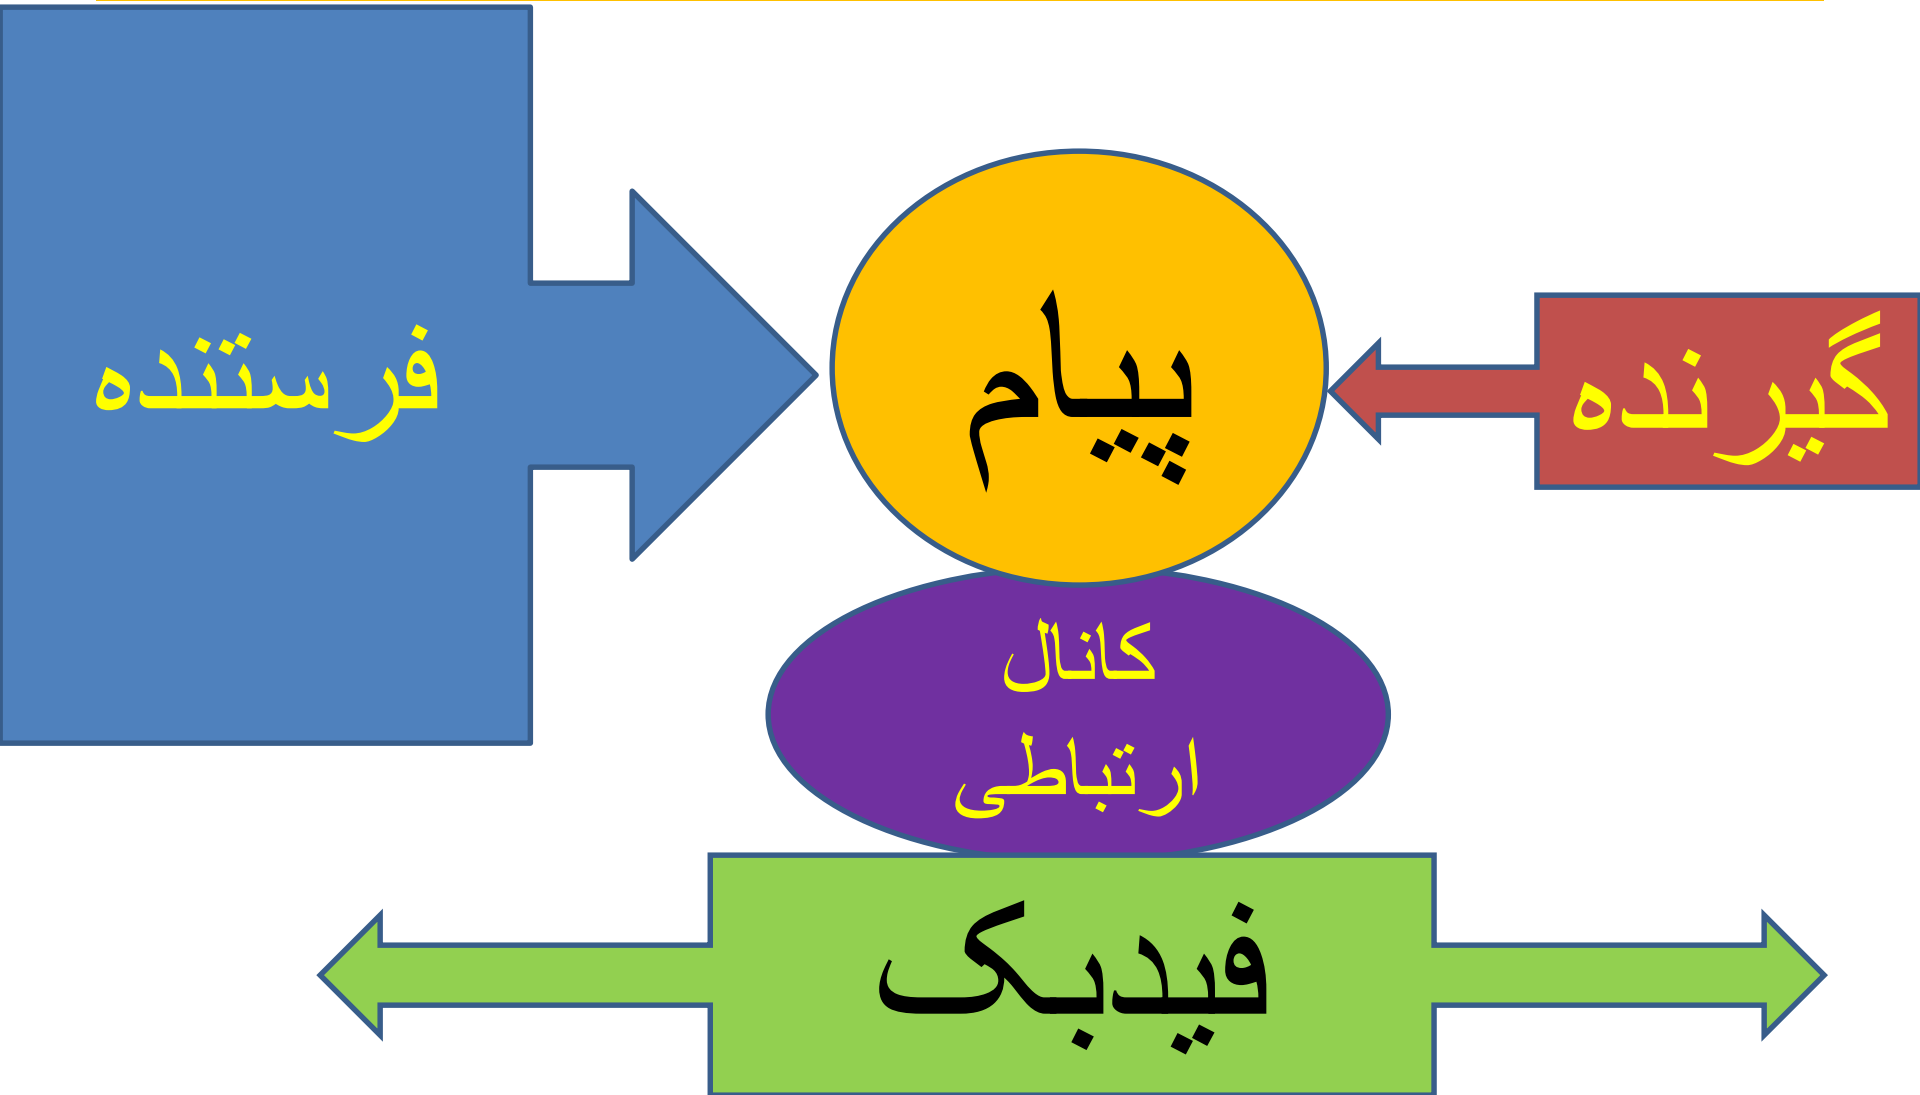 گیرنده
پیام
فرستنده
کانال
ارتباطی
فیدبک